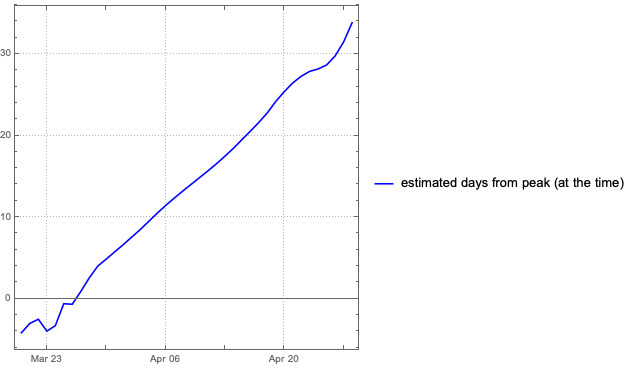 30
20
10
0
Mar 23
Apr 06
Apr 20
estimated days from peak (at the time)